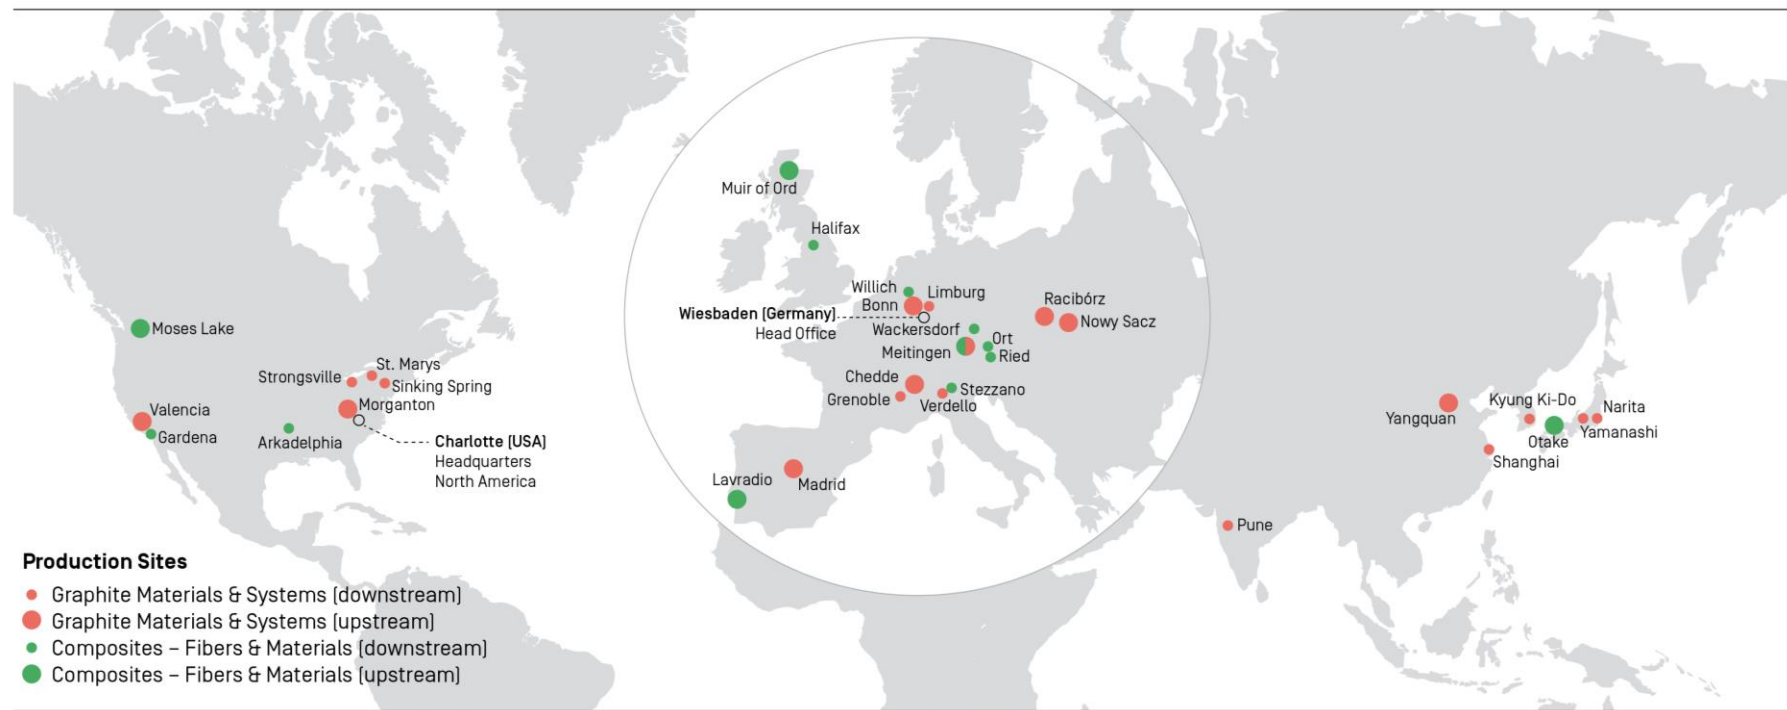 Muir of Ord
Halifax
Willich
Limburg
Bonn
Racibórz
Wiesbaden (Germany)
Head Office
Nowy Sacz
Wackersdorf
Ort
Meitingen
Ried
Chedde
Stezzano
Grenoble
Verdello
Lavradio
Madrid
Moses Lake
St. Marys
Strongsville
Sinking Spring
Valencia
Morganton
Gardena
Arkadelphia
Charlotte (USA)
Headquarters
North America
Kyung Ki-Do
Narita
Yangquan
Yamanashi
Otake
Shanghai
Pune
Production Sites
Graphite Materials & Systems (downstream)
Graphite Materials & Systems (upstream)
Composites – Fibers & Materials (downstream)
Composites – Fibers & Materials (upstream)